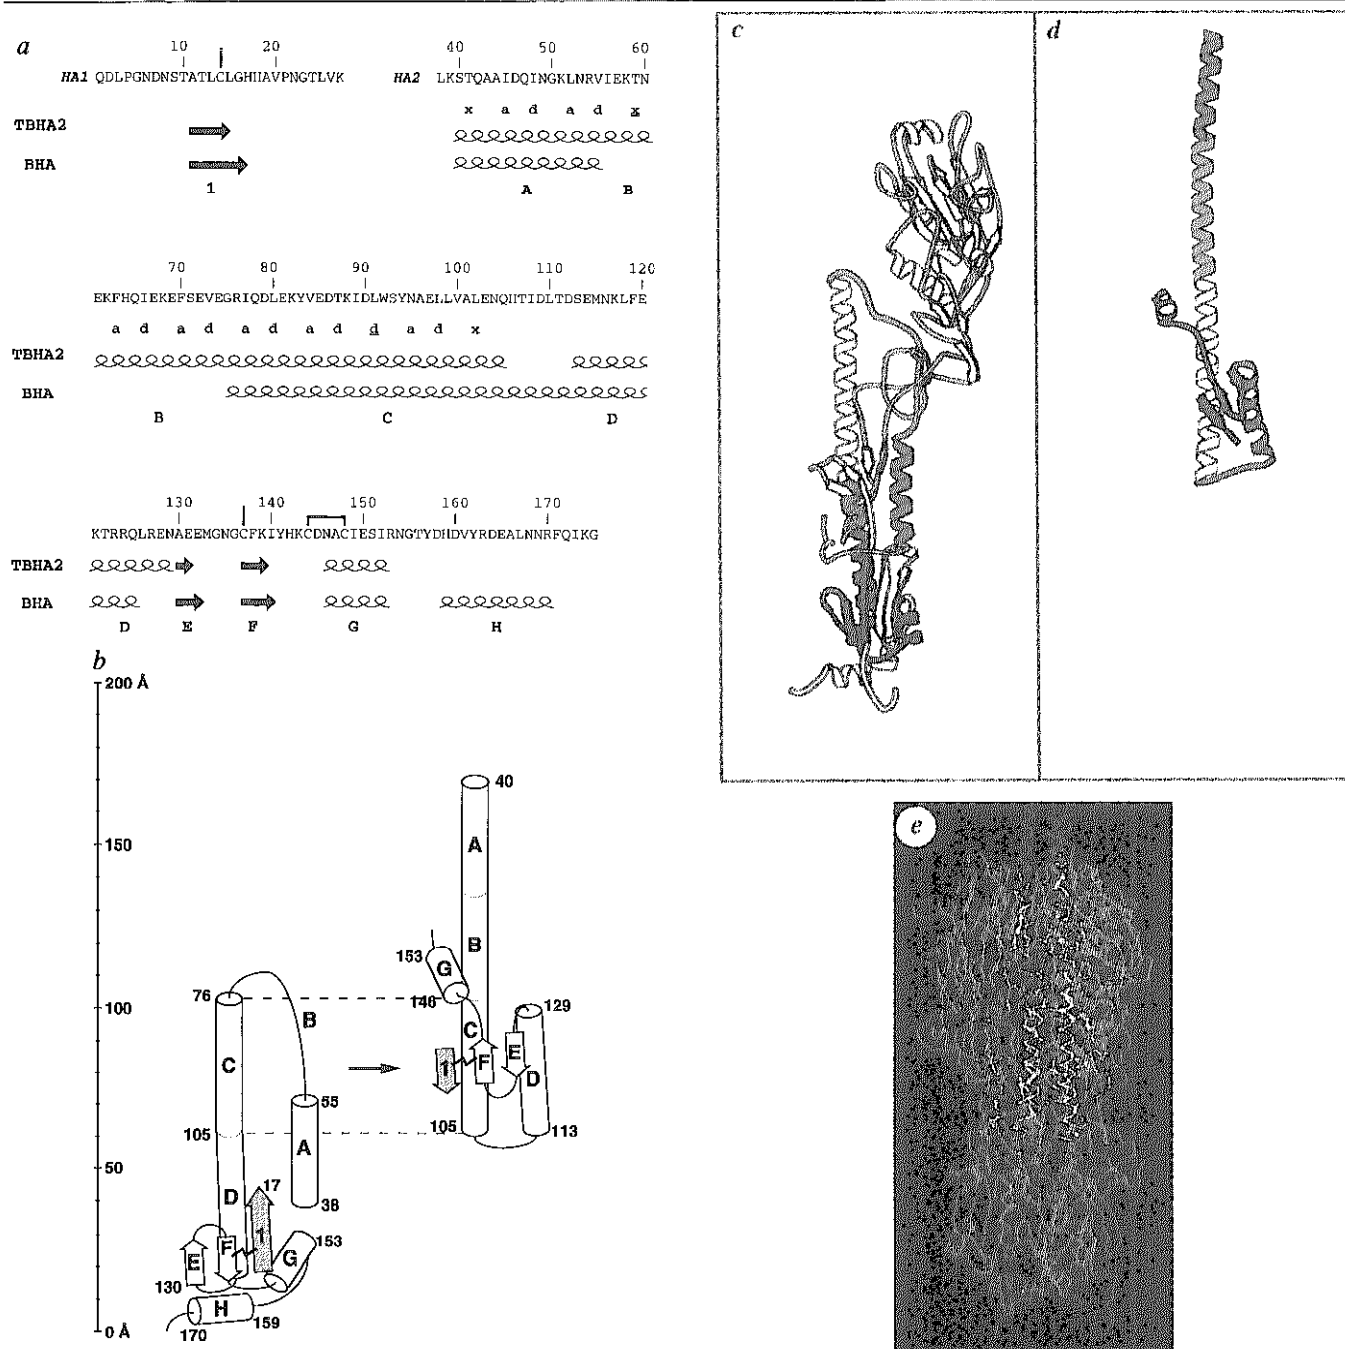 a
10 20 40 50 60
HA1 QDLPGNDNSTATLCLGHHAVPNGTLVK HA2 LKSTQAAIDQINGKLNRVIEKTN
x a d a d x
TBHA2
BHA
1 A B
70 80 90 100 110 120
EKFHQIEKEFSEVEGRIQDLEKYVEDTKIDLWSYNAELLVALENQHTIDLTDSEMNKLFE
a d a d a d a d d a d x
TBHA2
BHA
B C D
130 140 150 160 170
KTRRQLRENAEEMGNGCFKIYHKCDNACIESIRNGTYDHDVYRDEALNNRFQIKG
TBHA2
BHA
D E F G H
b
200 Å
150
100
50
0 Å
76
B
C
55
105
A
D
17
38
F
1
153
E
G
130
H
170
159
40
A
B
153
G
146
129
C
1
F
E
D
105
113
c
d
e